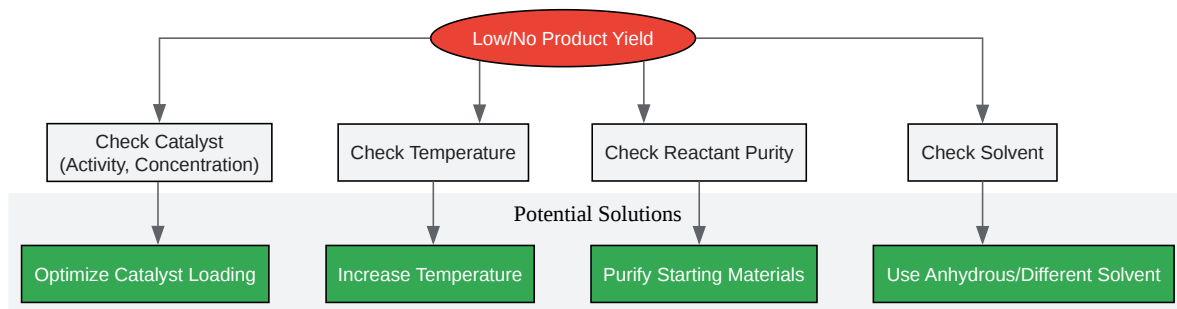 Low/No Product Yield
Check Catalyst
(Activity, Concentration)
Check Temperature
Check Reactant Purity
Check Solvent
Potential Solutions
Optimize Catalyst Loading
Increase Temperature
Purify Starting Materials
Use Anhydrous/Different Solvent